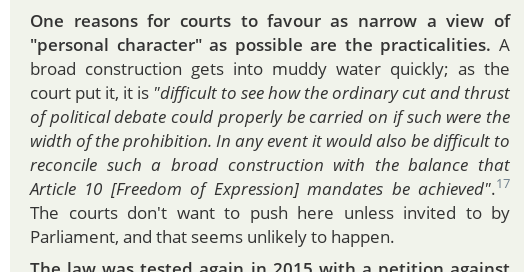 One reasons for courts to favour as narrow a view of
"personal character" as possible are the practicalities. A
broad construction gets into muddy water quickly; as the
court put it, it is "difficult to see how the ordinary cut and thrust
of political debate could properly be carried on if such were the
width of the prohibition. In any event it would also be difficult to
reconcile such a broad construction with the balance that
Article 10 [Freedom of Expression] mandates be achieved".17
The courts don't want to push here unless invited to by
Parliament, and that seems unlikely to happen.
The law was tested again in 2015 with a petition against